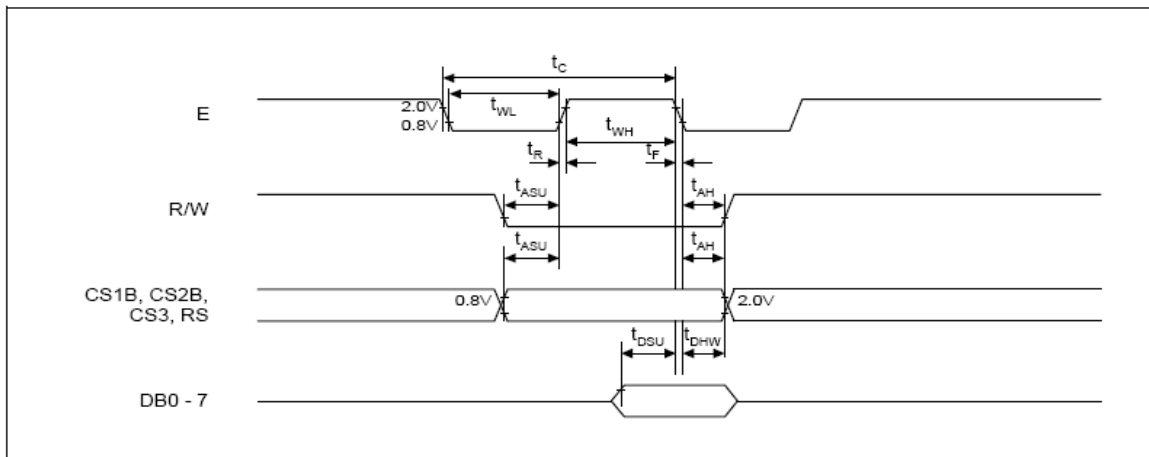 tC
2.0V
tWL
E
0.8V
tWH
tR
tF
tASU
tAH
R/W
tASU
tAH
CS1B, CS2B,
CS3, RS
0.8V
2.0V
tDSU
tDHW
DB0 - 7